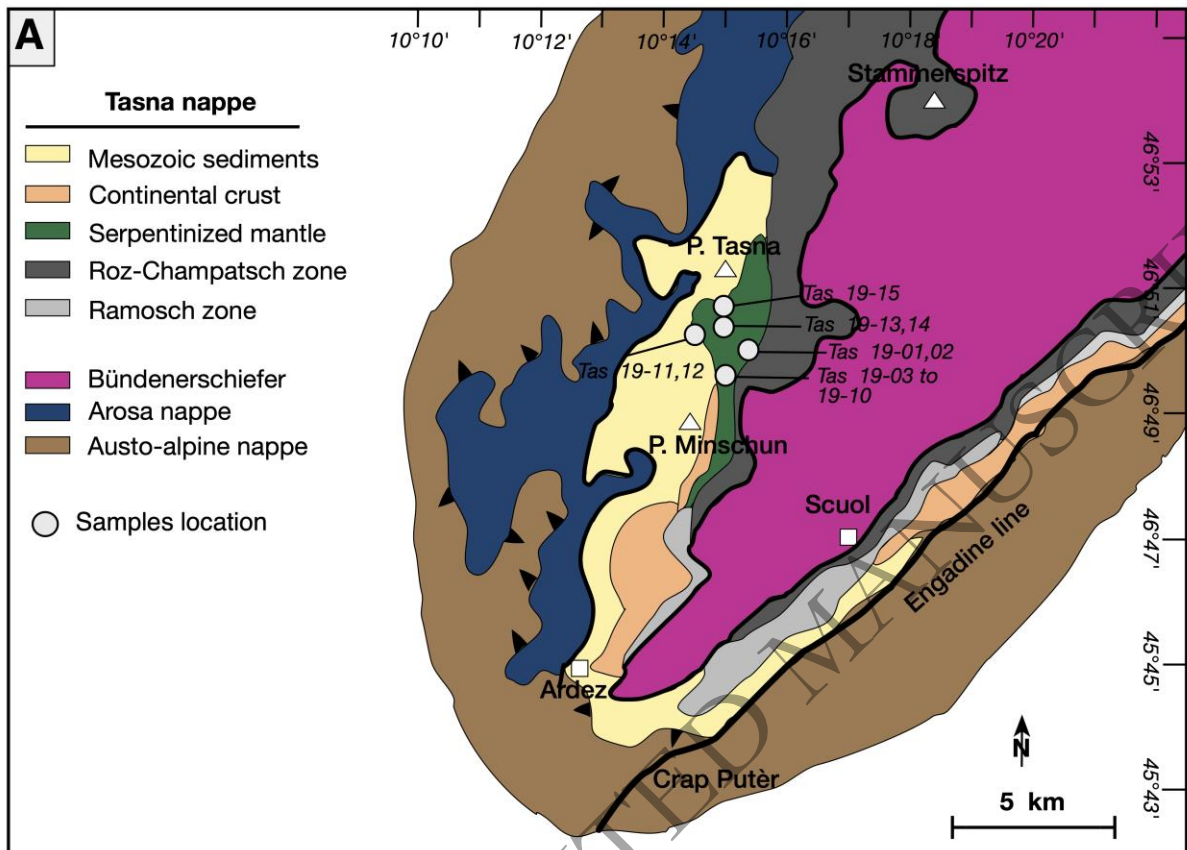 A
10°10'
10°12'
10°14'
10°16'
10°18'
10°20'
Stammerspitz
Tasna nappe
Mesozoic sediments
Continental crust
Serpentinized mantle
Roz-Champatsch zone
Ramosch zone
Bündenerschiefer
Arosa nappe
Austo-alpine nappe
Samples location
46°53'
P. Tasna
Tas 19-15
46°51'
Tas 19-13,14
Tas 19-01,02
Tas 19-11,12
Tas 19-03 to
19-10
46°49'
P. Minschun
Scuol
46°47'
Engadine line
45°45'
Ardez
N
Crap Putèr
45°43'
5 km